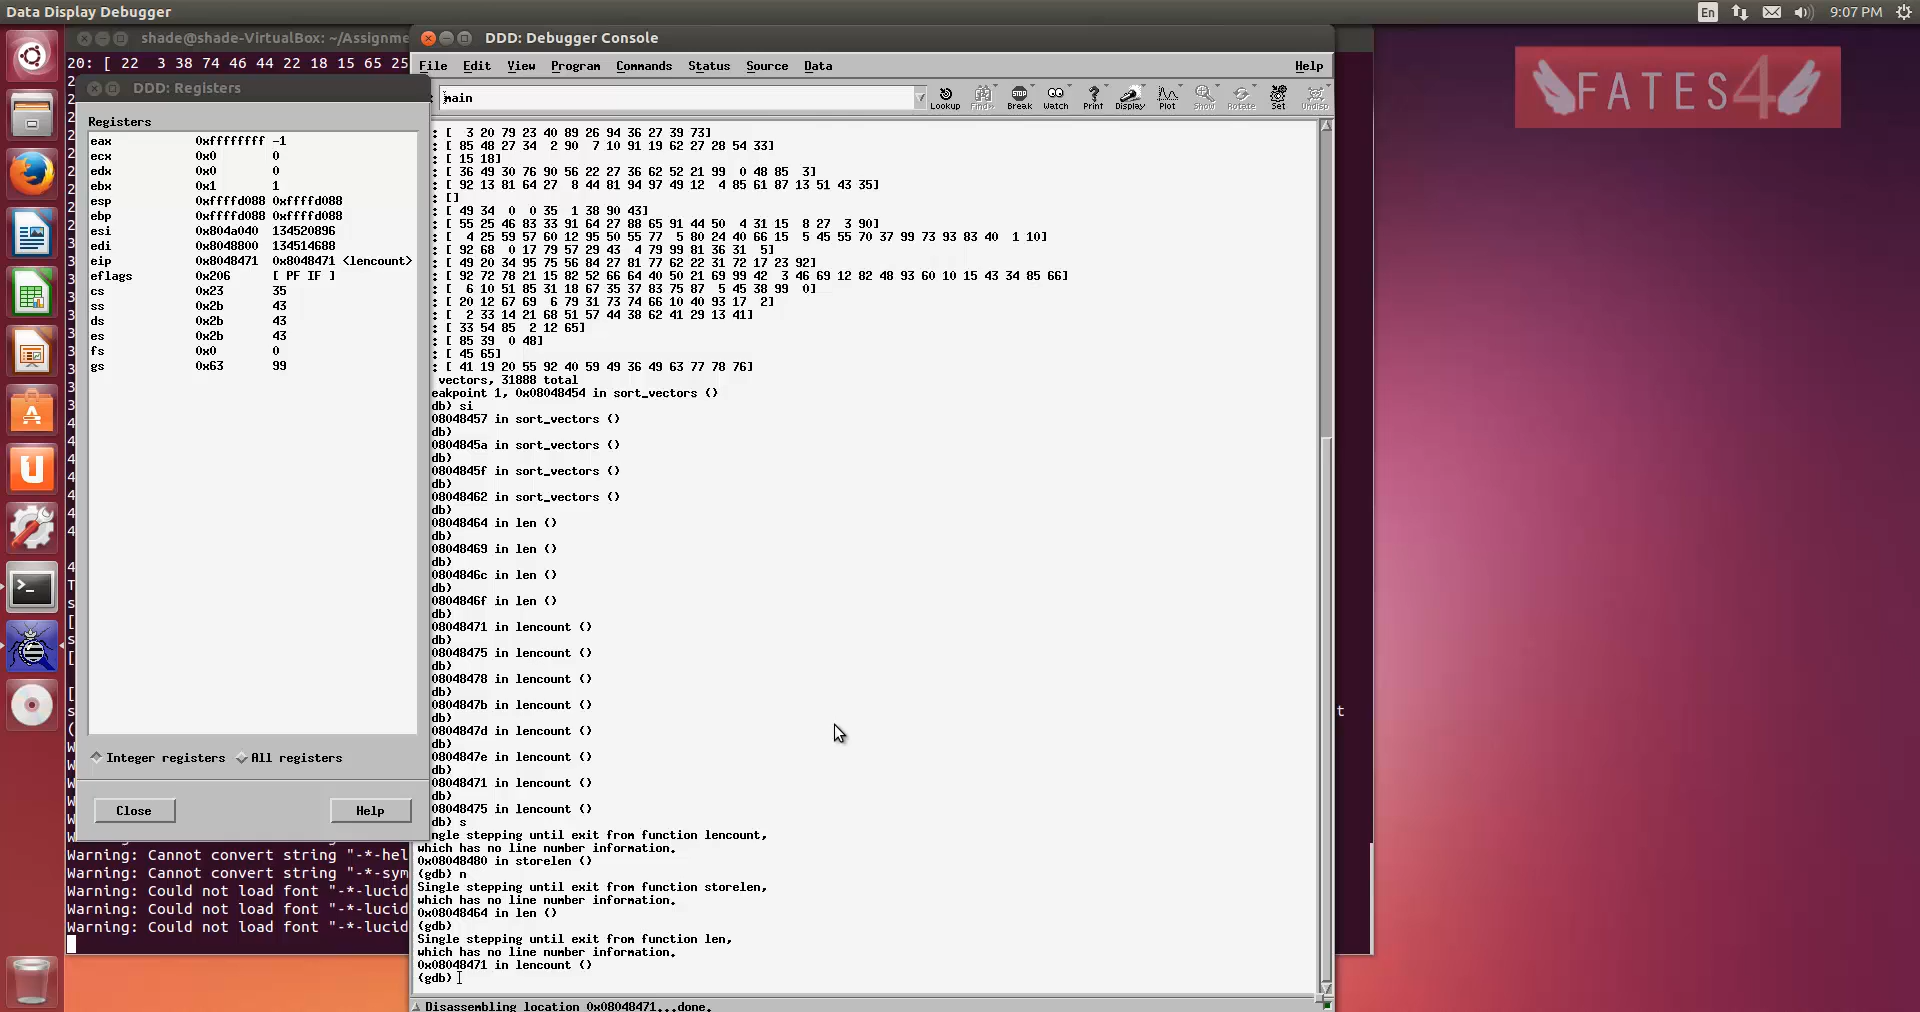 Data Display Debugger
En
9:07 PM
shade@shade-VirtualBox: ~/Assignme
20: [ 22  3 38 74 46 44 22 18 15 65 25
DDD: Registers
Registers
eax 0xffffffff -1
ecx 0x0 0
edx 0x0 0
ebx 0x1 1
esp 0xffffd088 0xffffd088
ebp 0xffffd088 0xffffd088
esi 0x804a040 134520896
edi 0x8048800 134514688
eip 0x8048471 0x8048471 <lencount>
eflags 0x206 [ PF IF ]
cs 0x23 35
ss 0x2b 43
ds 0x2b 43
es 0x2b 43
fs 0x0 0
gs 0x63 99
Integer registers All registers
Close Help
Warning: Cannot convert string "-*-hel
Warning: Cannot convert string "-*-sym
Warning: Could not load font "-*-lucid
Warning: Could not load font "-*-lucid
Warning: Could not load font "-*-lucid
DDD: Debugger Console
File Edit View Program Commands Status Source Data Help
main
Lookup Find» Break Watch Print Display Plot Show Rotate Set Undisp
: [  3 20 79 23 40 89 26 94 36 27 39 73]
: [ 85 48 27 34  2 90  7 10 91 19 62 27 28 54 33]
: [ 15 18]
: [ 36 49 30 76 90 56 22 27 36 62 52 21 99  0 48 85  3]
: [ 92 13 81 64 27  8 44 81 94 97 49 12  4 85 61 87 13 51 43 35]
: []
: [ 49 34  0  0 35  1 38 90 43]
: [ 55 25 46 83 33 91 64 27 88 65 91 44 50  4 31 15  8 27  3 90]
: [  4 25 59 57 60 12 95 50 55 77  5 80 24 40 66 15  5 45 55 70 37 99 73 93 83 40  1 10]
: [ 92 68  0 17 79 57 29 43  4 79 99 81 36 31  5]
: [ 49 20 34 95 75 56 84 27 81 77 62 22 31 72 17 23 92]
: [ 92 72 78 21 15 82 52 66 64 40 50 21 69 99 42  3 46 69 12 82 48 93 60 10 15 43 34 85 66]
: [  6 10 51 85 31 18 67 35 37 83 75 87  5 45 38 99  0]
: [ 20 12 67 69  6 79 31 73 74 66 10 40 93 17  2]
: [  2 33 14 21 68 51 57 44 38 62 41 29 13 41]
: [ 33 54 85  2 12 65]
: [ 85 39  0 48]
: [ 45 65]
: [ 41 19 20 55 92 40 59 49 36 49 63 77 78 76]
vectors, 31888 total
eakpoint 1, 0x08048454 in sort_vectors ()
db) si
08048457 in sort_vectors ()
db)
0804845a in sort_vectors ()
db)
0804845f in sort_vectors ()
db)
08048462 in sort_vectors ()
db)
08048464 in len ()
db)
08048469 in len ()
db)
0804846c in len ()
db)
0804846f in len ()
db)
08048471 in lencount ()
db)
08048475 in lencount ()
db)
08048478 in lencount ()
db)
0804847b in lencount ()
db)
0804847d in lencount ()
db)
0804847e in lencount ()
db)
08048471 in lencount ()
db)
08048475 in lencount ()
db) s
ngle stepping until exit from function lencount,
which has no line number information.
0x08048480 in storelen ()
(gdb) n
Single stepping until exit from function storelen,
which has no line number information.
0x08048464 in len ()
(gdb)
Single stepping until exit from function len,
which has no line number information.
0x08048471 in lencount ()
(gdb)
Disassembling location 0x08048471...done.
t
FATES4